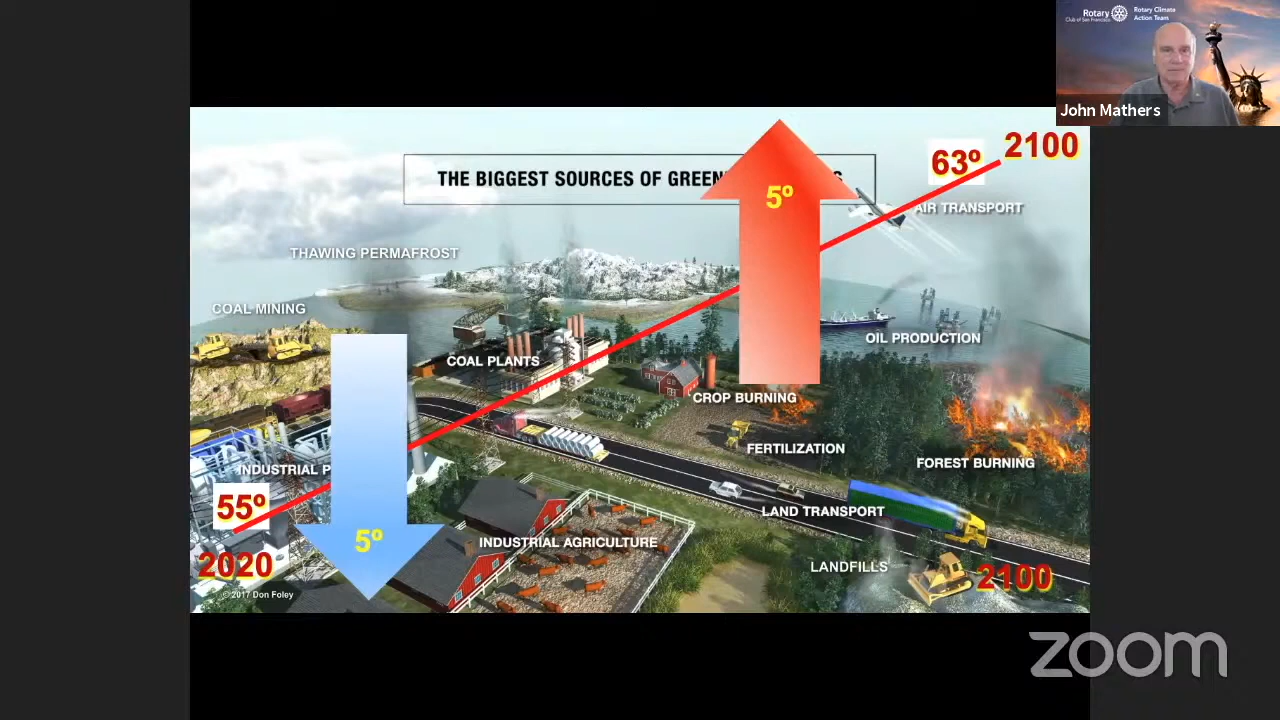 Rotary
Club of San Francisco
Rotary Climate
Action Team
John Mathers
2100
63º
THE BIGGEST SOURCES OF GREEN
5º
AIR TRANSPORT
THAWING PERMAFROST
COAL MINING
OIL PRODUCTION
COAL PLANTS
CROP BURNING
FERTILIZATION
FOREST BURNING
INDUSTRIAL P
55º
LAND TRANSPORT
5º
INDUSTRIAL AGRICULTURE
2020
LANDFILLS
2100
© 2017 Don Foley
zoom